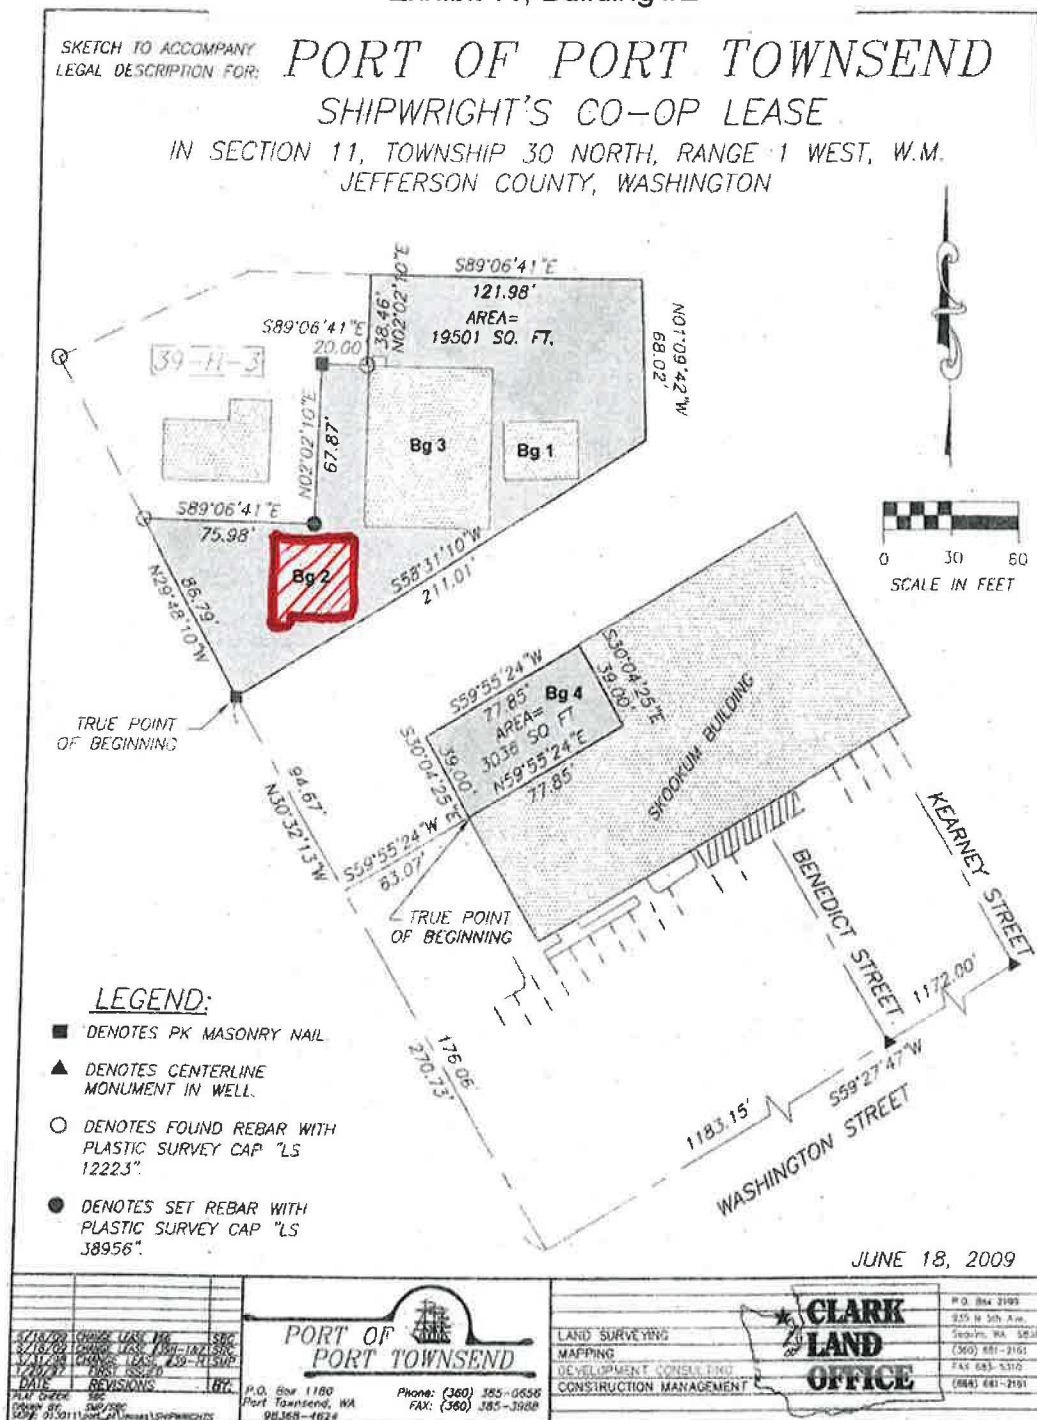 SKETCH TO ACCOMPANY
LEGAL DESCRIPTION FOR:
PORT OF PORT TOWNSEND
SHIPWRIGHT'S CO-OP LEASE
IN SECTION 11, TOWNSHIP 30 NORTH, RANGE 1 WEST, W.M.
JEFFERSON COUNTY, WASHINGTON
S89°06'41"E
121.98'
AREA=
19501 SQ. FT.
38.46'
N02°02'10"E
S89°06'41"E
20.00
39-H-3
N01°09'42"W
68.02'
N02°02'10"E
67.87'
Bg 3
Bg 1
S89°06'41"E
75.98'
Bg 2
S58°31'10"W
211.01'
86.79'
N29°48'10"W
0 30 60
SCALE IN FEET
TRUE POINT
OF BEGINNING
S59°55'24"W
77.85'
Bg 4
AREA=
3036 SQ FT
N59°55'24"E
77.85'
S30°04'25"E
39.00'
39.00'
S30°04'25"E
SKOOKUM BUILDING
94.67'
N30°32'13"W
S59°55'24"W
63.07'
TRUE POINT
OF BEGINNING
KEARNEY STREET
BENEDICT STREET
1172.00'
S59°27'47"W
1183.15'
WASHINGTON STREET
176.06'
270.73'
LEGEND:
DENOTES PK MASONRY NAIL
DENOTES CENTERLINE
MONUMENT IN WELL.
DENOTES FOUND REBAR WITH
PLASTIC SURVEY CAP "LS
12223".
DENOTES SET REBAR WITH
PLASTIC SURVEY CAP "LS
38956".
JUNE 18, 2009
DATE REVISIONS BY:
PORT OF
PORT TOWNSEND
P.O. Box 1180
Port Townsend, WA
98368-4624
Phone: (360) 385-0656
FAX: (360) 385-3988
LAND SURVEYING
MAPPING
DEVELOPMENT CONSULTING
CONSTRUCTION MANAGEMENT
CLARK
LAND
OFFICE
(360) 681-2161